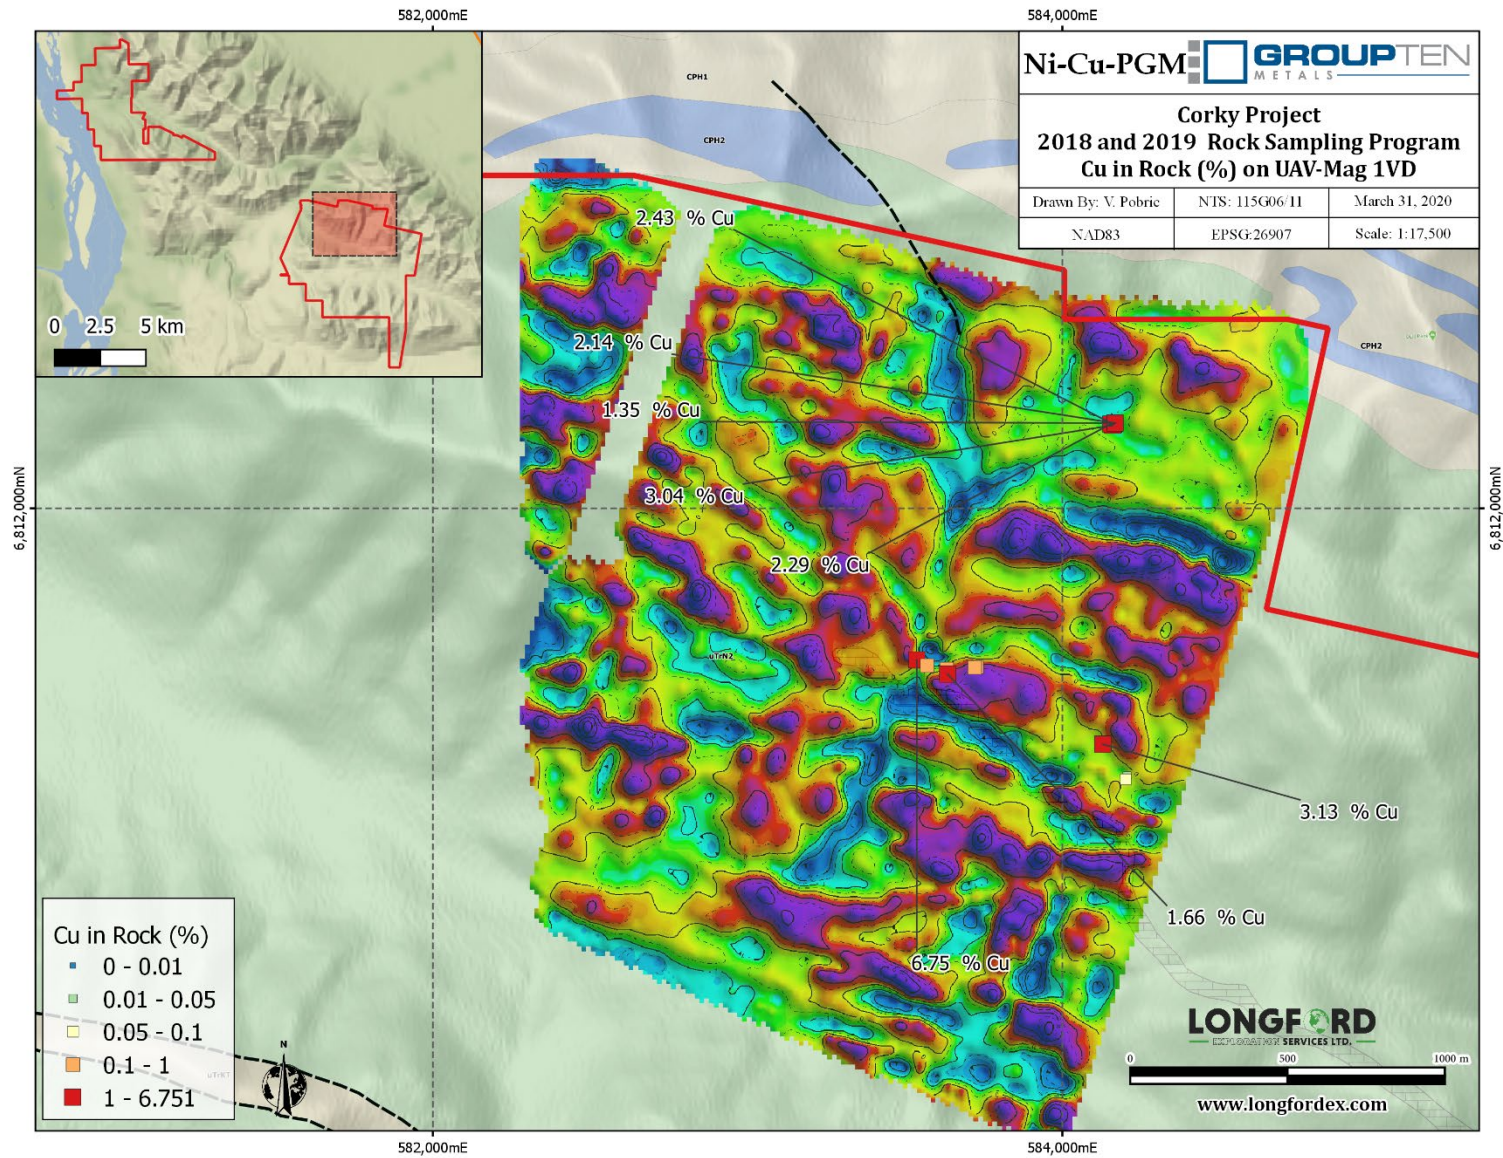 582,000mE
584,000mE
Ni-Cu-PGM
GROUPTEN
METALS
Corky Project
2018 and 2019 Rock Sampling Program
Cu in Rock (%) on UAV-Mag 1VD
Drawn By: V. Pobric
NTS: 115G06/11
March 31, 2020
NAD83
EPSG:26907
Scale: 1:17,500
CPH1
CPH2
CPH2
0 2.5 5 km
2.43 % Cu
2.14 % Cu
1.35 % Cu
3.04 % Cu
2.29 % Cu
6,812,000mN
6,812,000mN
uTrN2
3.13 % Cu
1.66 % Cu
6.75 % Cu
Cu in Rock (%)
0 - 0.01
0.01 - 0.05
0.05 - 0.1
0.1 - 1
1 - 6.751
N
LONGFORD
EXPLORATION SERVICES LTD.
0 500 1000 m
www.longfordex.com
582,000mE
584,000mE